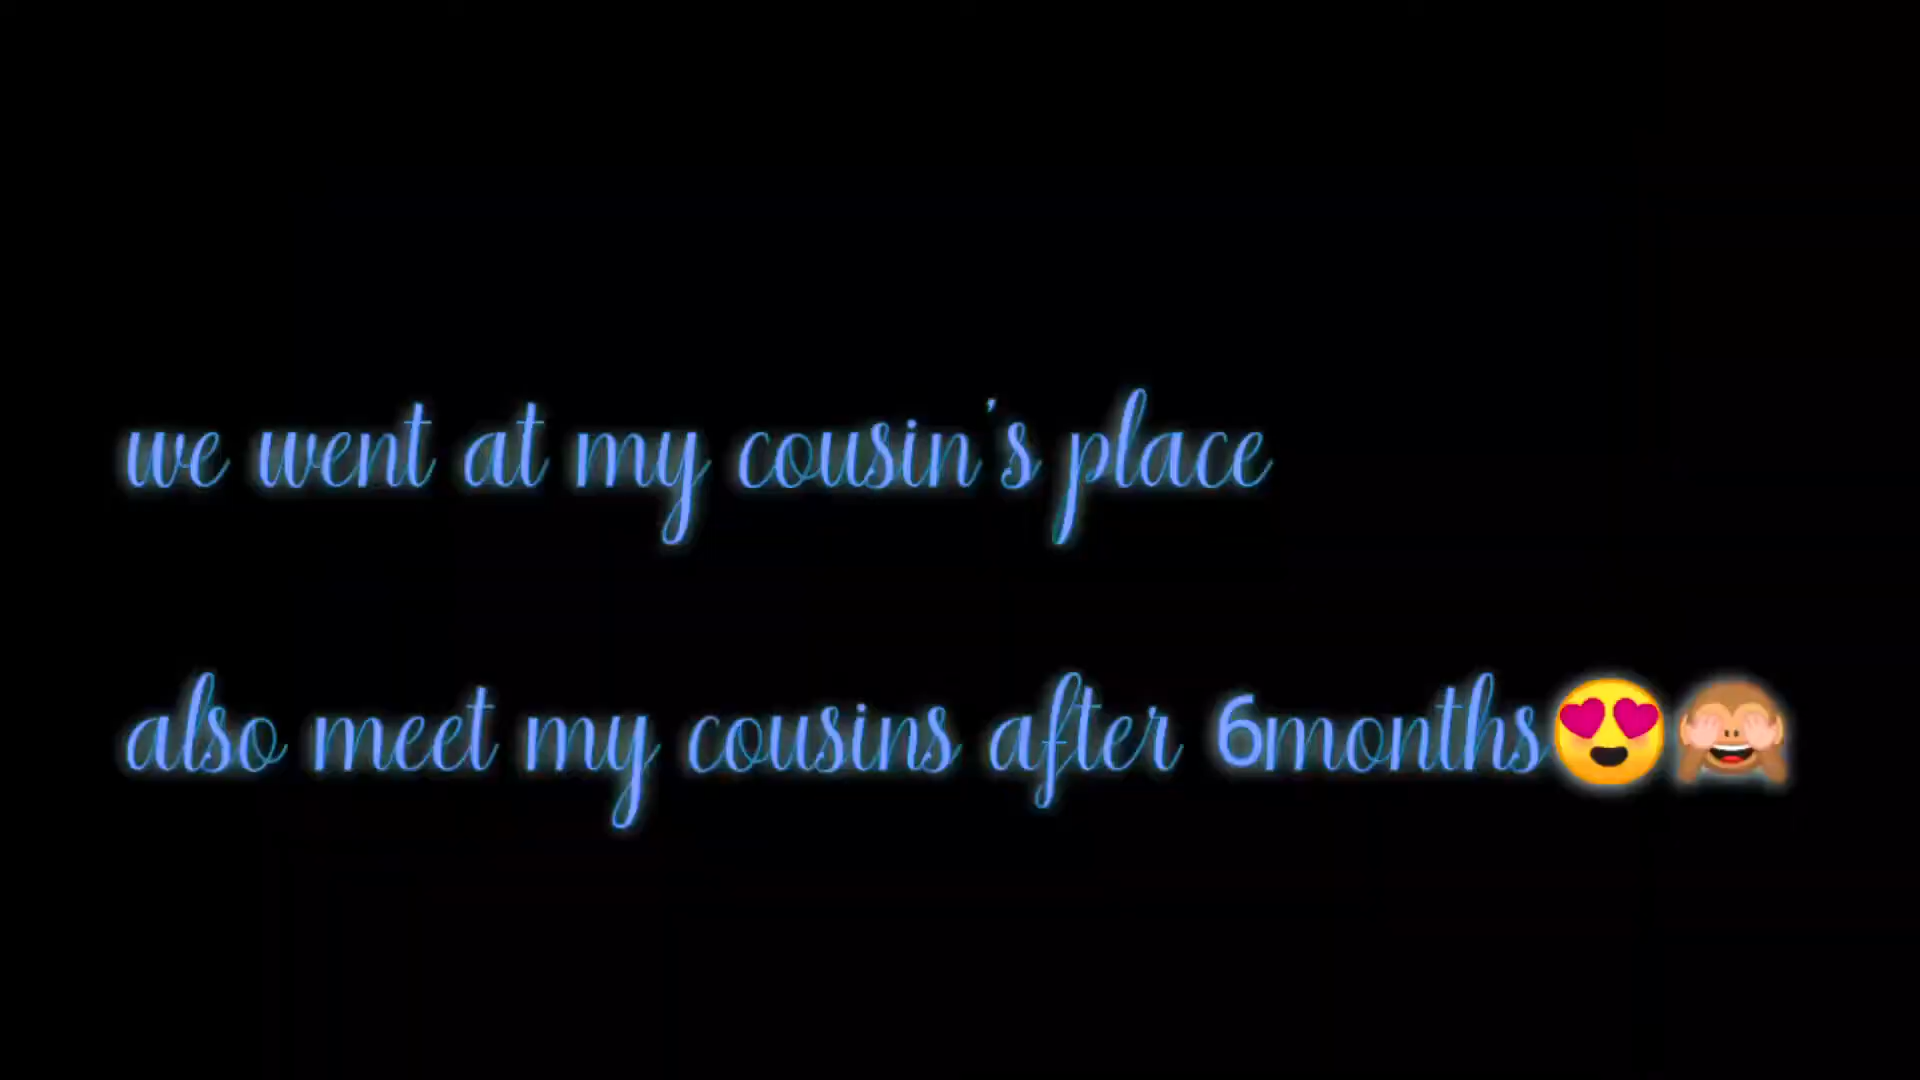 we went at my cousin's place
also meet my cousins after 6months😍🙈